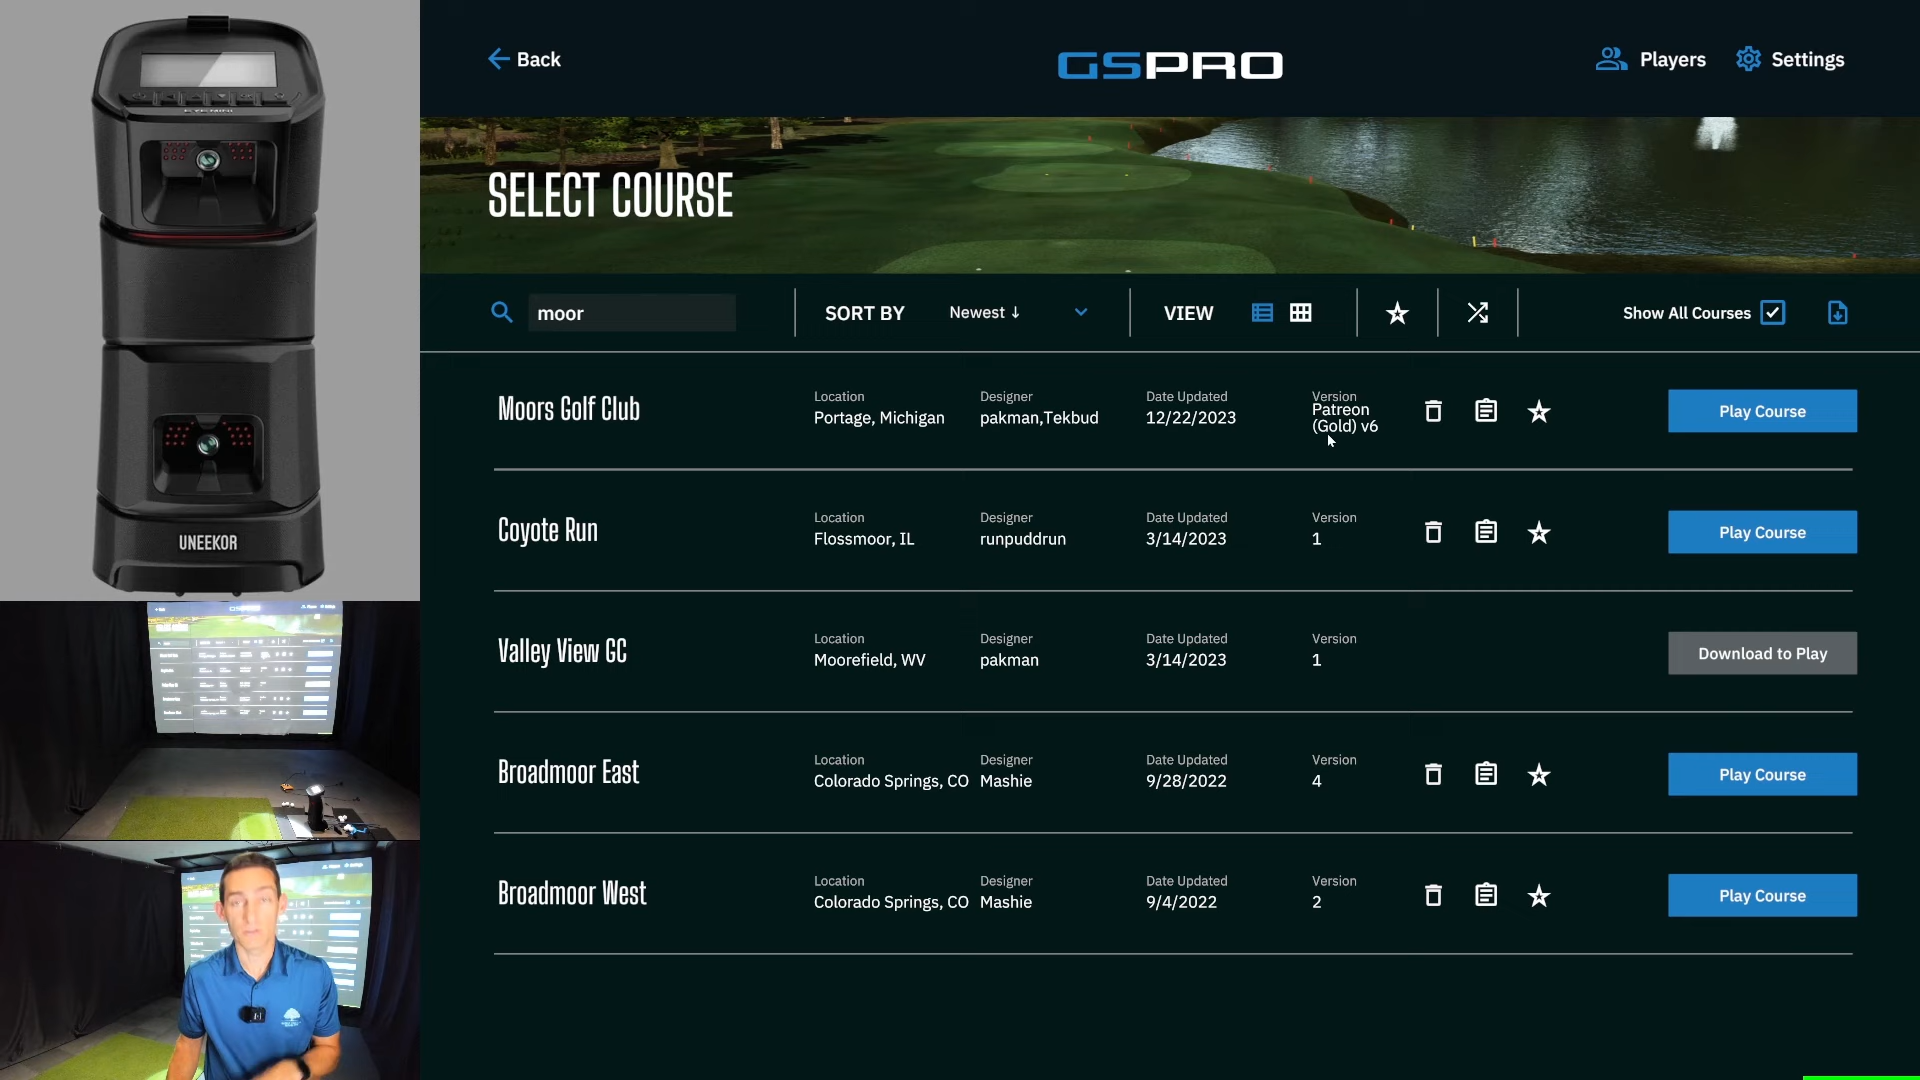 EYE MINI
UNEEKOR
Back
GSPRO
Players
Settings
SELECT COURSE
moor
SORT BY
Newest ↓
VIEW
Show All Courses
Moors Golf Club
Location
Portage, Michigan
Designer
pakman,Tekbud
Date Updated
12/22/2023
Version
Patreon
(Gold) v6
Play Course
Coyote Run
Location
Flossmoor, IL
Designer
runpuddrun
Date Updated
3/14/2023
Version
1
Play Course
Valley View GC
Location
Moorefield, WV
Designer
pakman
Date Updated
3/14/2023
Version
1
Download to Play
Broadmoor East
Location
Colorado Springs, CO
Designer
Mashie
Date Updated
9/28/2022
Version
4
Play Course
Broadmoor West
Location
Colorado Springs, CO
Designer
Mashie
Date Updated
9/4/2022
Version
2
Play Course